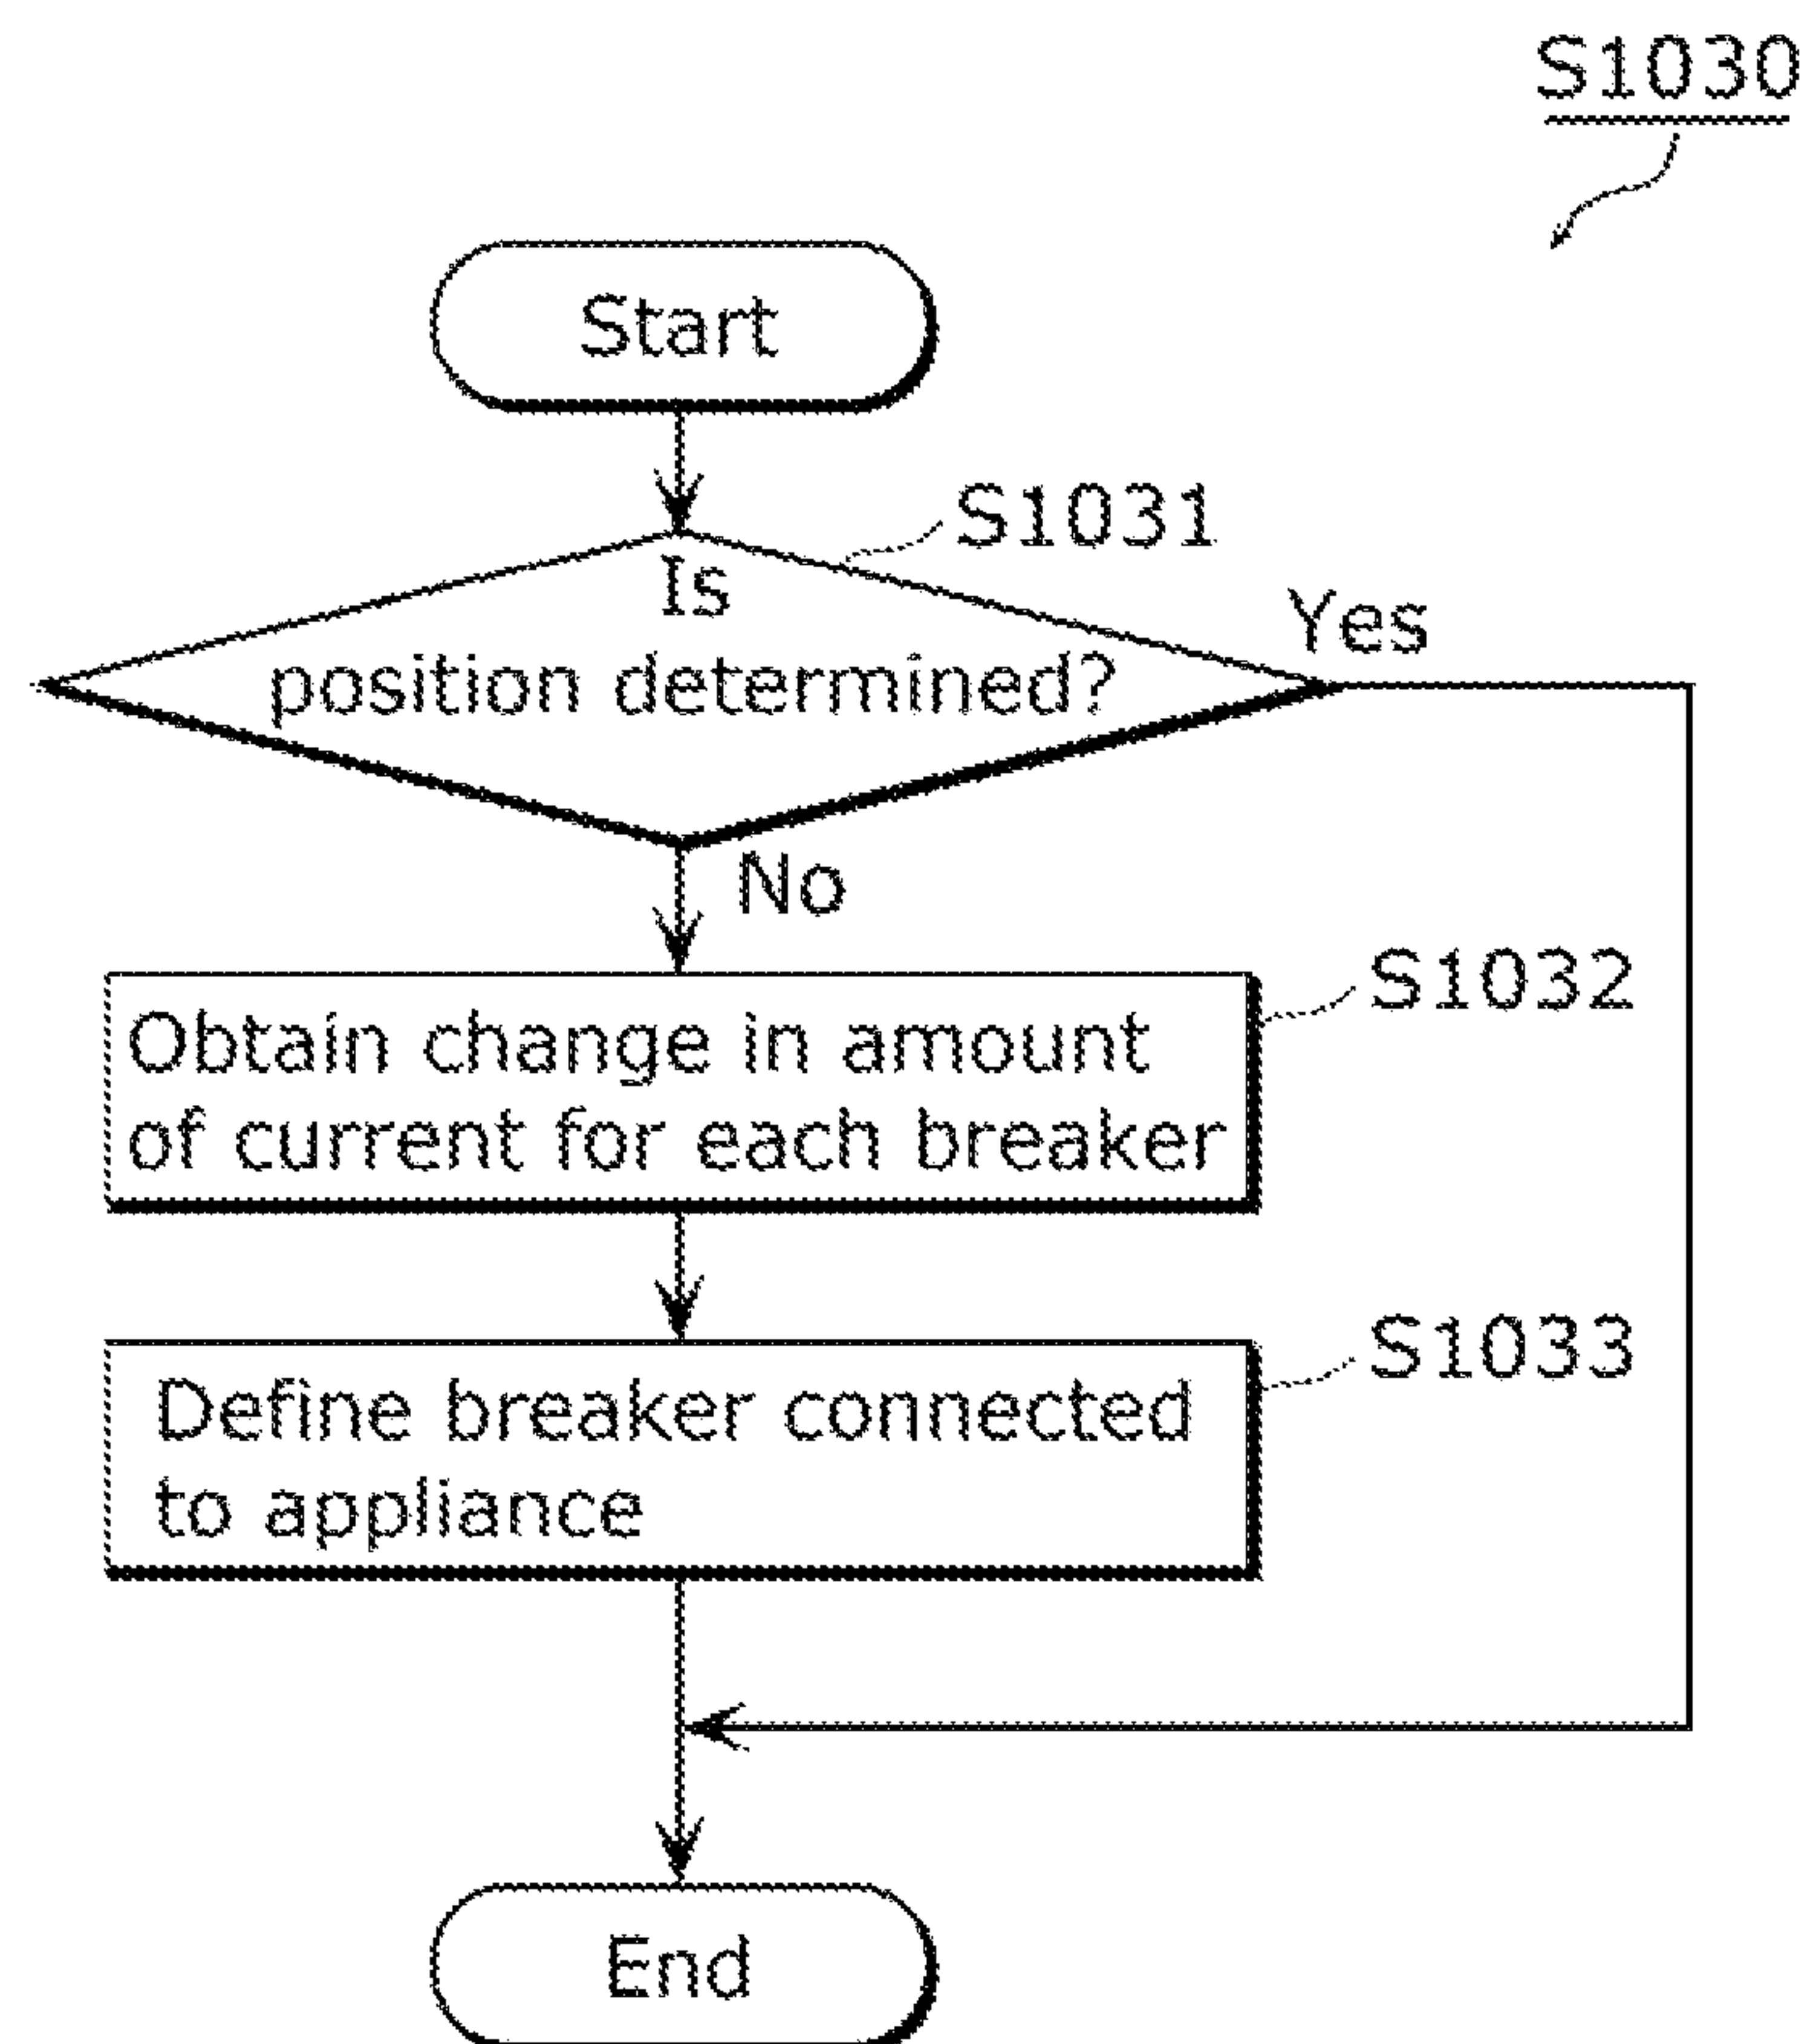 S1030
Start
S1031
Is
position determined?
Yes
No
S1032
Obtain change in amount
of current for each breaker
S1033
Define breaker connected
to appliance
End